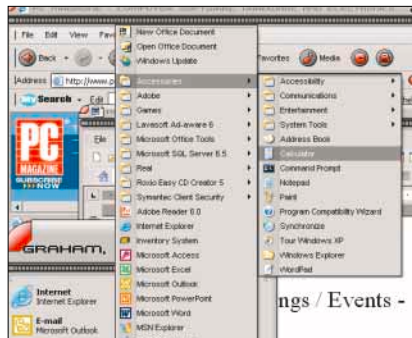 File Edit View Fav
Back
Favorites Media
Address http://www.p
Search
Edit
PC
MAGAZINE
SUBSCRIBE
NOW
GRAHAM,
Internet
Internet Explorer
E-mail
Microsoft Outlook
New Office Document
Open Office Document
Windows Update
Accessories
Adobe
Games
Lavasoft Ad-aware 6
Microsoft Office Tools
Microsoft SQL Server 6.5
Real
Roxio Easy CD Creator 5
Symantec Client Security
Adobe Reader 6.0
Internet Explorer
Inventory System
Microsoft Access
Microsoft Excel
Microsoft Outlook
Microsoft PowerPoint
Microsoft Word
MSN Explorer
Accessibility
Communications
Entertainment
System Tools
Address Book
Calculator
Command Prompt
Notepad
Paint
Program Compatibility Wizard
Synchronize
Tour Windows XP
Windows Explorer
WordPad
ngs / Events -